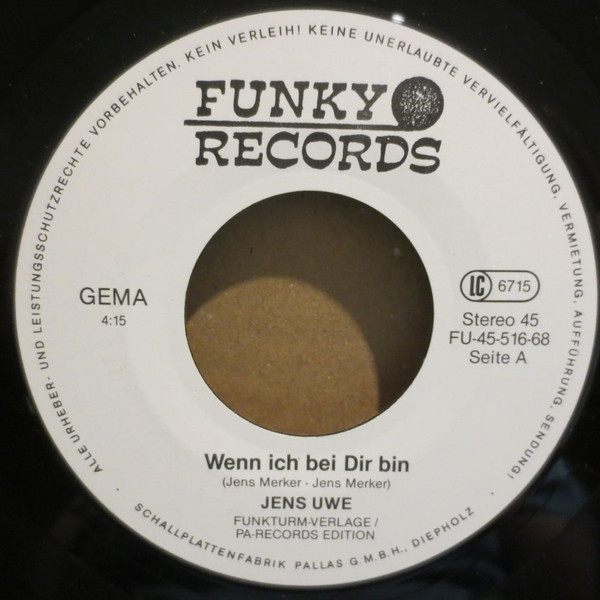 ALLE URHEBER- UND LEISTUNGSSCHUTZRECHTE VORBEHALTEN. KEIN VERLEIH! KEINE UNERLAUBTE VERVIELFÄLTIGUNG, VERMIETUNG, AUFFÜHRUNG, SENDUNG!
FUNKY
RECORDS
GEMA
4:15
LC 6715
Stereo 45
FU-45-516-68
Seite A
Wenn ich bei Dir bin
(Jens Merker - Jens Merker)
JENS UWE
FUNKTURM-VERLAGE /
PA-RECORDS EDITION
SCHALLPLATTENFABRIK PALLAS G.M.B.H., DIEPHOLZ